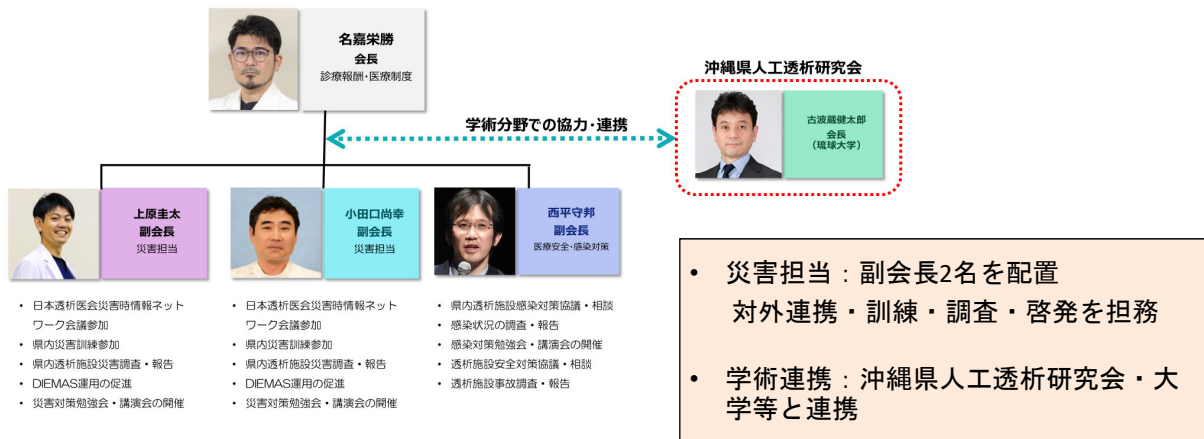 名嘉栄勝
会長
診療報酬・医療制度
沖縄県人工透析研究会
古波蔵健太郎
会長
（琉球大学）
学術分野での協力・連携
上原圭太
副会長
災害担当
小田口尚幸
副会長
災害担当
西平守邦
副会長
医療安全・感染対策
• 日本透析医会災害時情報ネット
ワーク会議参加
• 県内災害訓練参加
• 県内透析施設災害調査・報告
• DIEMAS運用の促進
• 災害対策勉強会・講演会の開催
• 日本透析医会災害時情報ネット
ワーク会議参加
• 県内災害訓練参加
• 県内透析施設災害調査・報告
• DIEMAS運用の促進
• 災害対策勉強会・講演会の開催
• 県内透析施設感染対策協議・相談
• 感染状況の調査・報告
• 感染対策勉強会・講演会の開催
• 透析施設安全対策協議・相談
• 透析施設事故調査・報告
• 災害担当：副会長2名を配置
対外連携・訓練・調査・啓発を担務
• 学術連携：沖縄県人工透析研究会・大
学等と連携